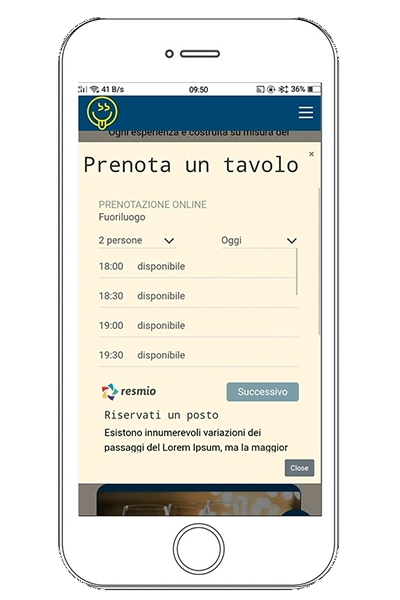 41 B/s 09:50 36%
Ogni esperienza è costruita su misura dei
Prenota un tavolo ×
PRENOTAZIONE ONLINE
Fuoriluogo
2 persone Oggi
18:00 disponibile
18:30 disponibile
19:00 disponibile
19:30 disponibile
resmio Successivo
Riservati un posto
Esistono innumerevoli variazioni dei
passaggi del Lorem Ipsum, ma la maggior
Close